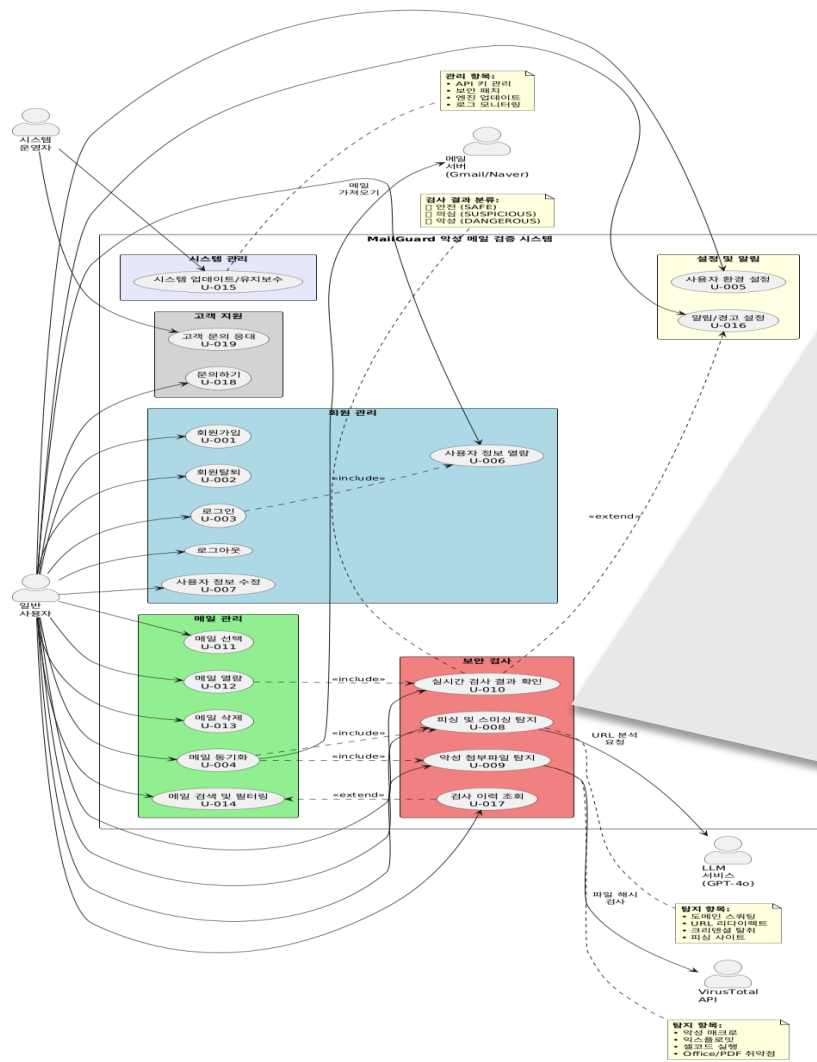 관리 항목:
• API 키 관리
• 보안 패치
• 엔진 업데이트
• 로그 모니터링
시스템
운영자
메일
서버
(Gmail/Naver)
메일
가져오기
검사 결과 분류:
안전 (SAFE)
의심 (SUSPICIOUS)
악성 (DANGEROUS)
MailGuard 악성 메일 검증 시스템
시스템 관리
시스템 업데이트/유지보수
U-015
설정 및 알림
사용자 환경 설정
U-005
알림/경고 설정
U-016
고객 지원
고객 문의 응대
U-019
문의하기
U-018
회원 관리
회원가입
U-001
회원탈퇴
U-002
로그인
U-003
로그아웃
사용자 정보 수정
U-007
사용자 정보 열람
U-006
«include»
«extend»
일반
사용자
메일 관리
메일 선택
U-011
메일 열람
U-012
메일 삭제
U-013
메일 동기화
U-004
메일 검색 및 필터링
U-014
«include»
«include»
«include»
«extend»
보안 검사
실시간 검사 결과 확인
U-010
피싱 및 스미싱 탐지
U-008
악성 첨부파일 탐지
U-009
검사 이력 조회
U-017
URL 분석
요청
LLM
서비스
(GPT-4o)
파일 해시
검사
탐지 항목:
• 도메인 스쿼팅
• URL 리다이렉트
• 크리덴셜 탈취
• 피싱 사이트
VirusTotal
API
탐지 항목:
• 악성 매크로
• 익스플로잇
• 쉘코드 실행
• Office/PDF 취약점